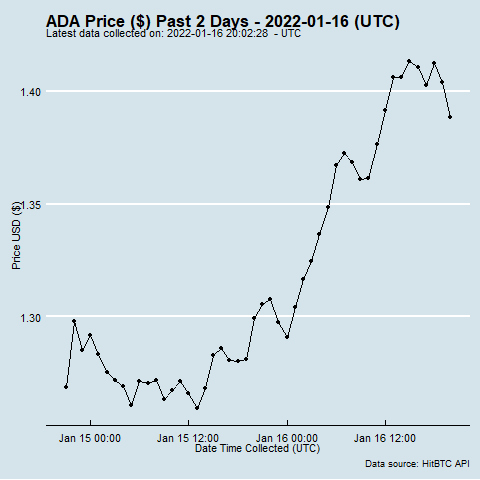 ADA Price ($) Past 2 Days - 2022-01-16 (UTC)
Latest data collected on: 2022-01-16 20:02:28  - UTC
1.40
1.35
1.30
Price USD ($)
Jan 15 00:00 Jan 15 12:00 Jan 16 00:00 Jan 16 12:00
Date Time Collected (UTC)
Data source: HitBTC API